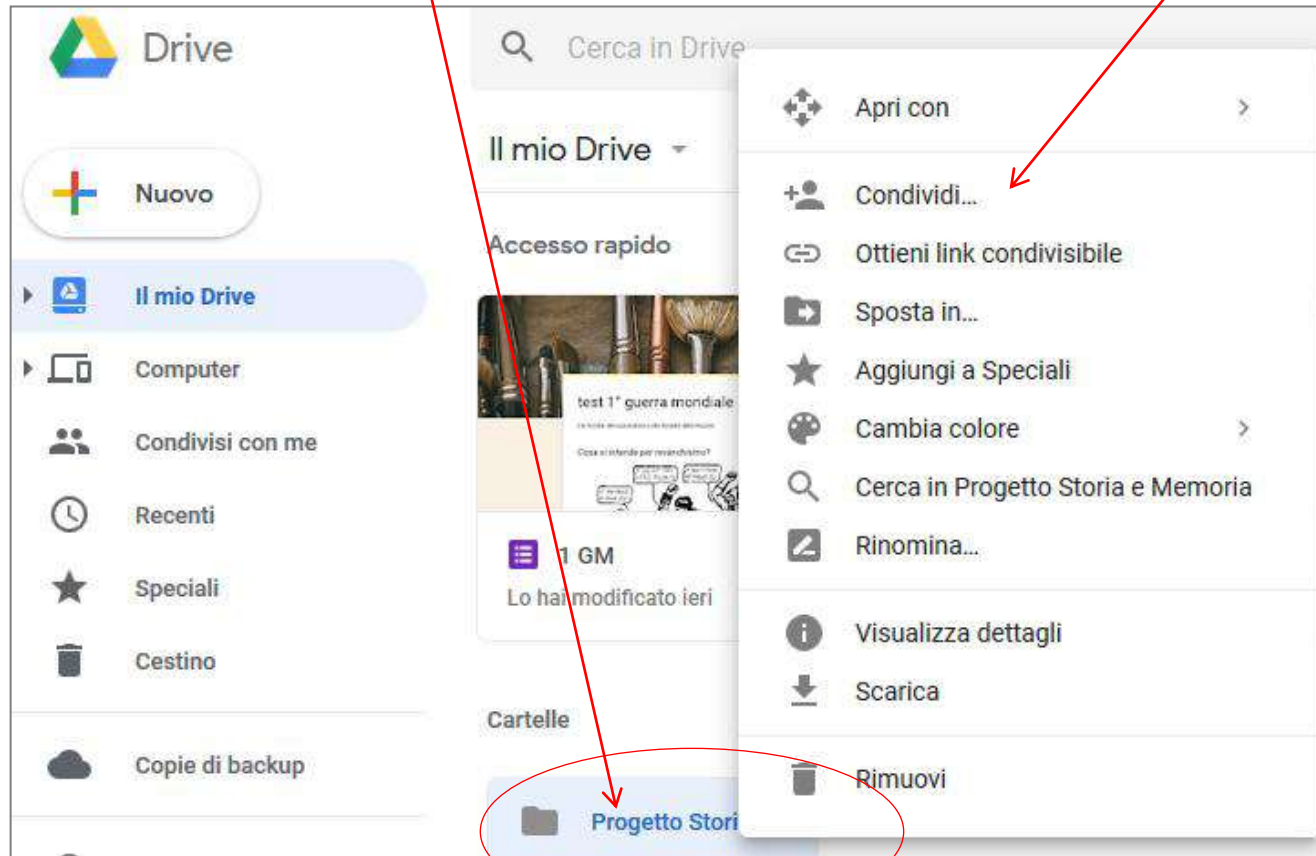 Drive
Cerca in Drive
Nuovo
Il mio Drive
Computer
Condivisi con me
Recenti
Speciali
Cestino
Copie di backup
Il mio Drive
Accesso rapido
test 1° guerra mondiale
Cosa si intende per revanchismo?
1 GM
Lo hai modificato ieri
Cartelle
Progetto Stori
Apri con
Condividi...
Ottieni link condivisibile
Sposta in...
Aggiungi a Speciali
Cambia colore
Cerca in Progetto Storia e Memoria
Rinomina...
Visualizza dettagli
Scarica
Rimuovi